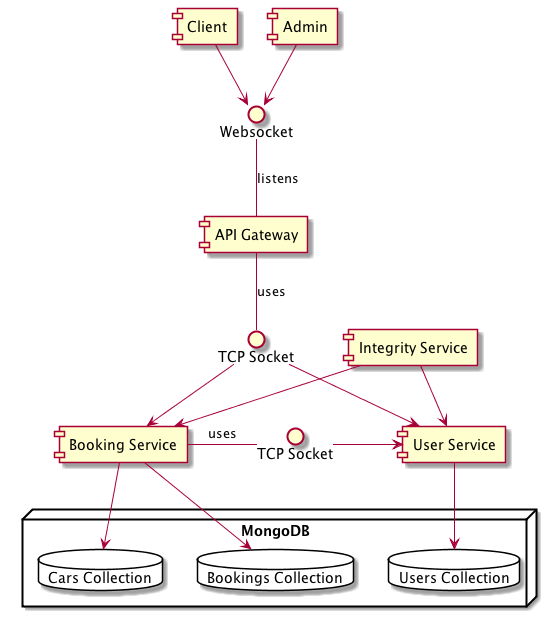 Client
Admin
Websocket
listens
API Gateway
uses
TCP Socket
Integrity Service
Booking Service
uses
TCP Socket
User Service
MongoDB
Cars Collection
Bookings Collection
Users Collection